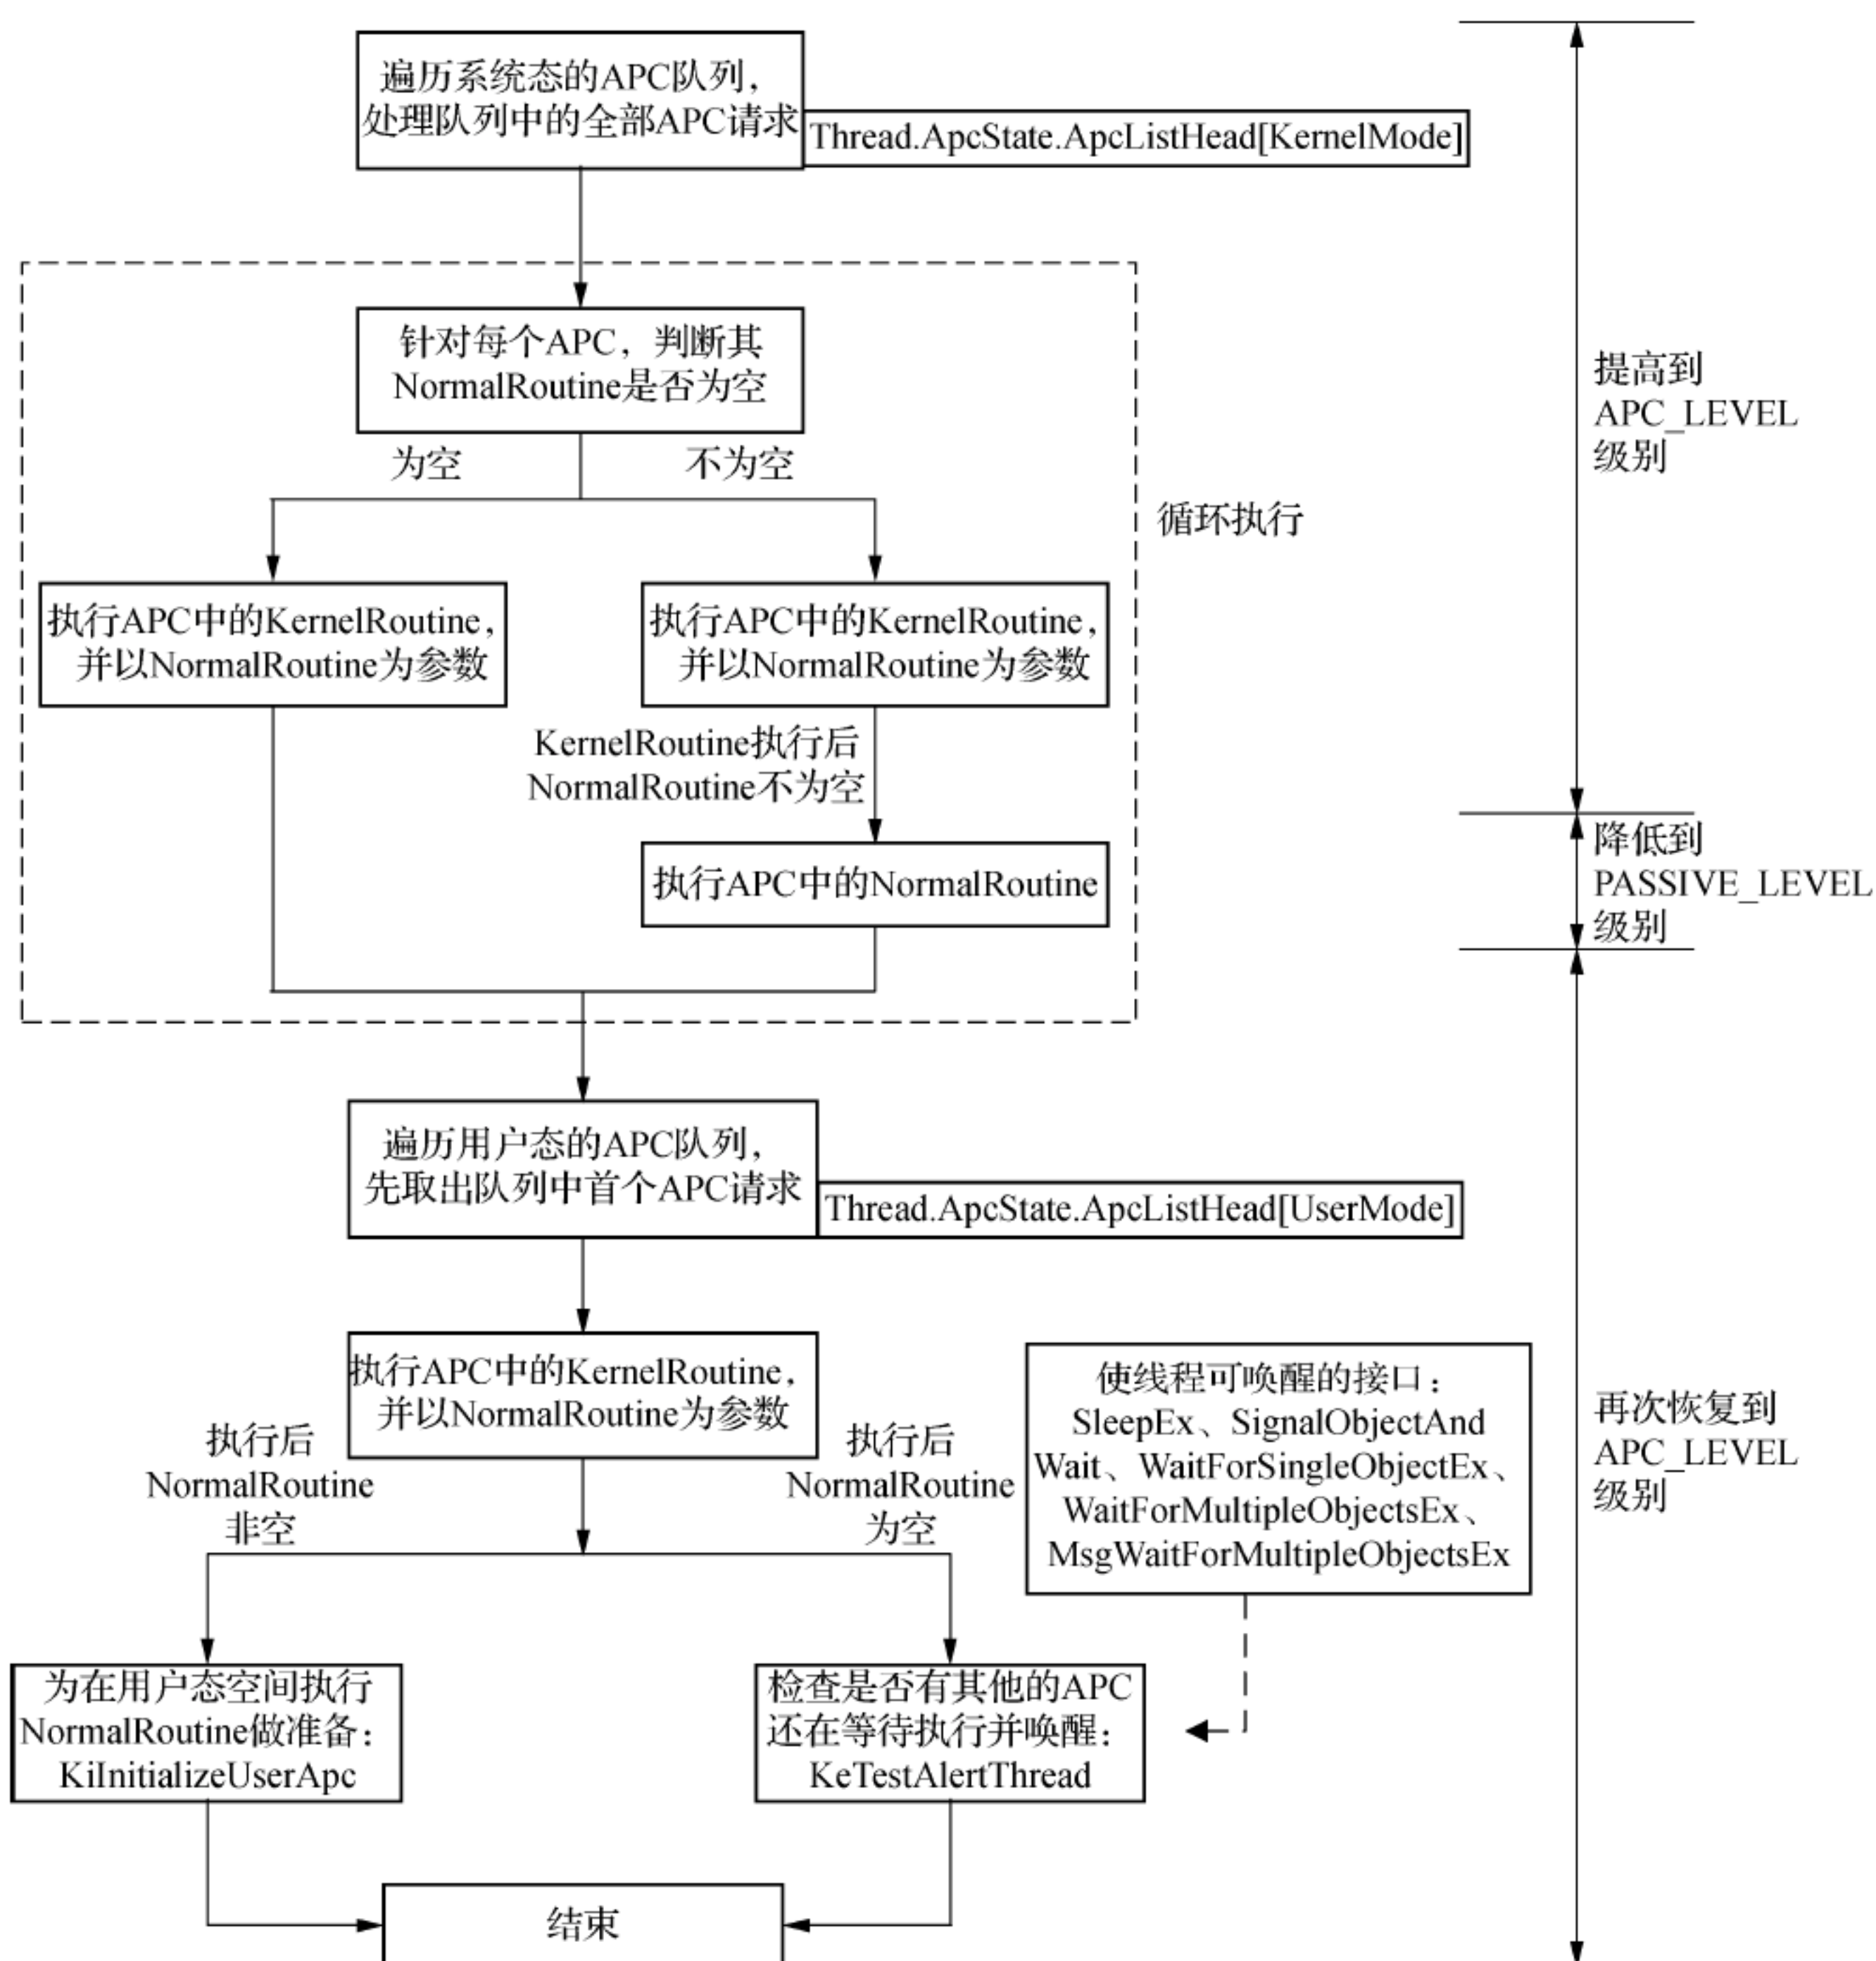 遍历系统态的APC队列，
处理队列中的全部APC请求
Thread.ApcState.ApcListHead[KernelMode]
针对每个APC，判断其
NormalRoutine是否为空
为空
不为空
循环执行
提高到
APC_LEVEL
级别
执行APC中的KernelRoutine，
并以NormalRoutine为参数
执行APC中的KernelRoutine，
并以NormalRoutine为参数
KernelRoutine执行后
NormalRoutine不为空
执行APC中的NormalRoutine
降低到
PASSIVE_LEVEL
级别
遍历用户态的APC队列，
先取出队列中首个APC请求
Thread.ApcState.ApcListHead[UserMode]
执行APC中的KernelRoutine，
并以NormalRoutine为参数
执行后
NormalRoutine
非空
执行后
NormalRoutine
为空
使线程可唤醒的接口：
SleepEx、SignalObjectAnd
Wait、WaitForSingleObjectEx、
WaitForMultipleObjectsEx、
MsgWaitForMultipleObjectsEx
再次恢复到
APC_LEVEL
级别
为在用户态空间执行
NormalRoutine做准备：
KiInitializeUserApc
检查是否有其他的APC
还在等待执行并唤醒：
KeTestAlertThread
结束